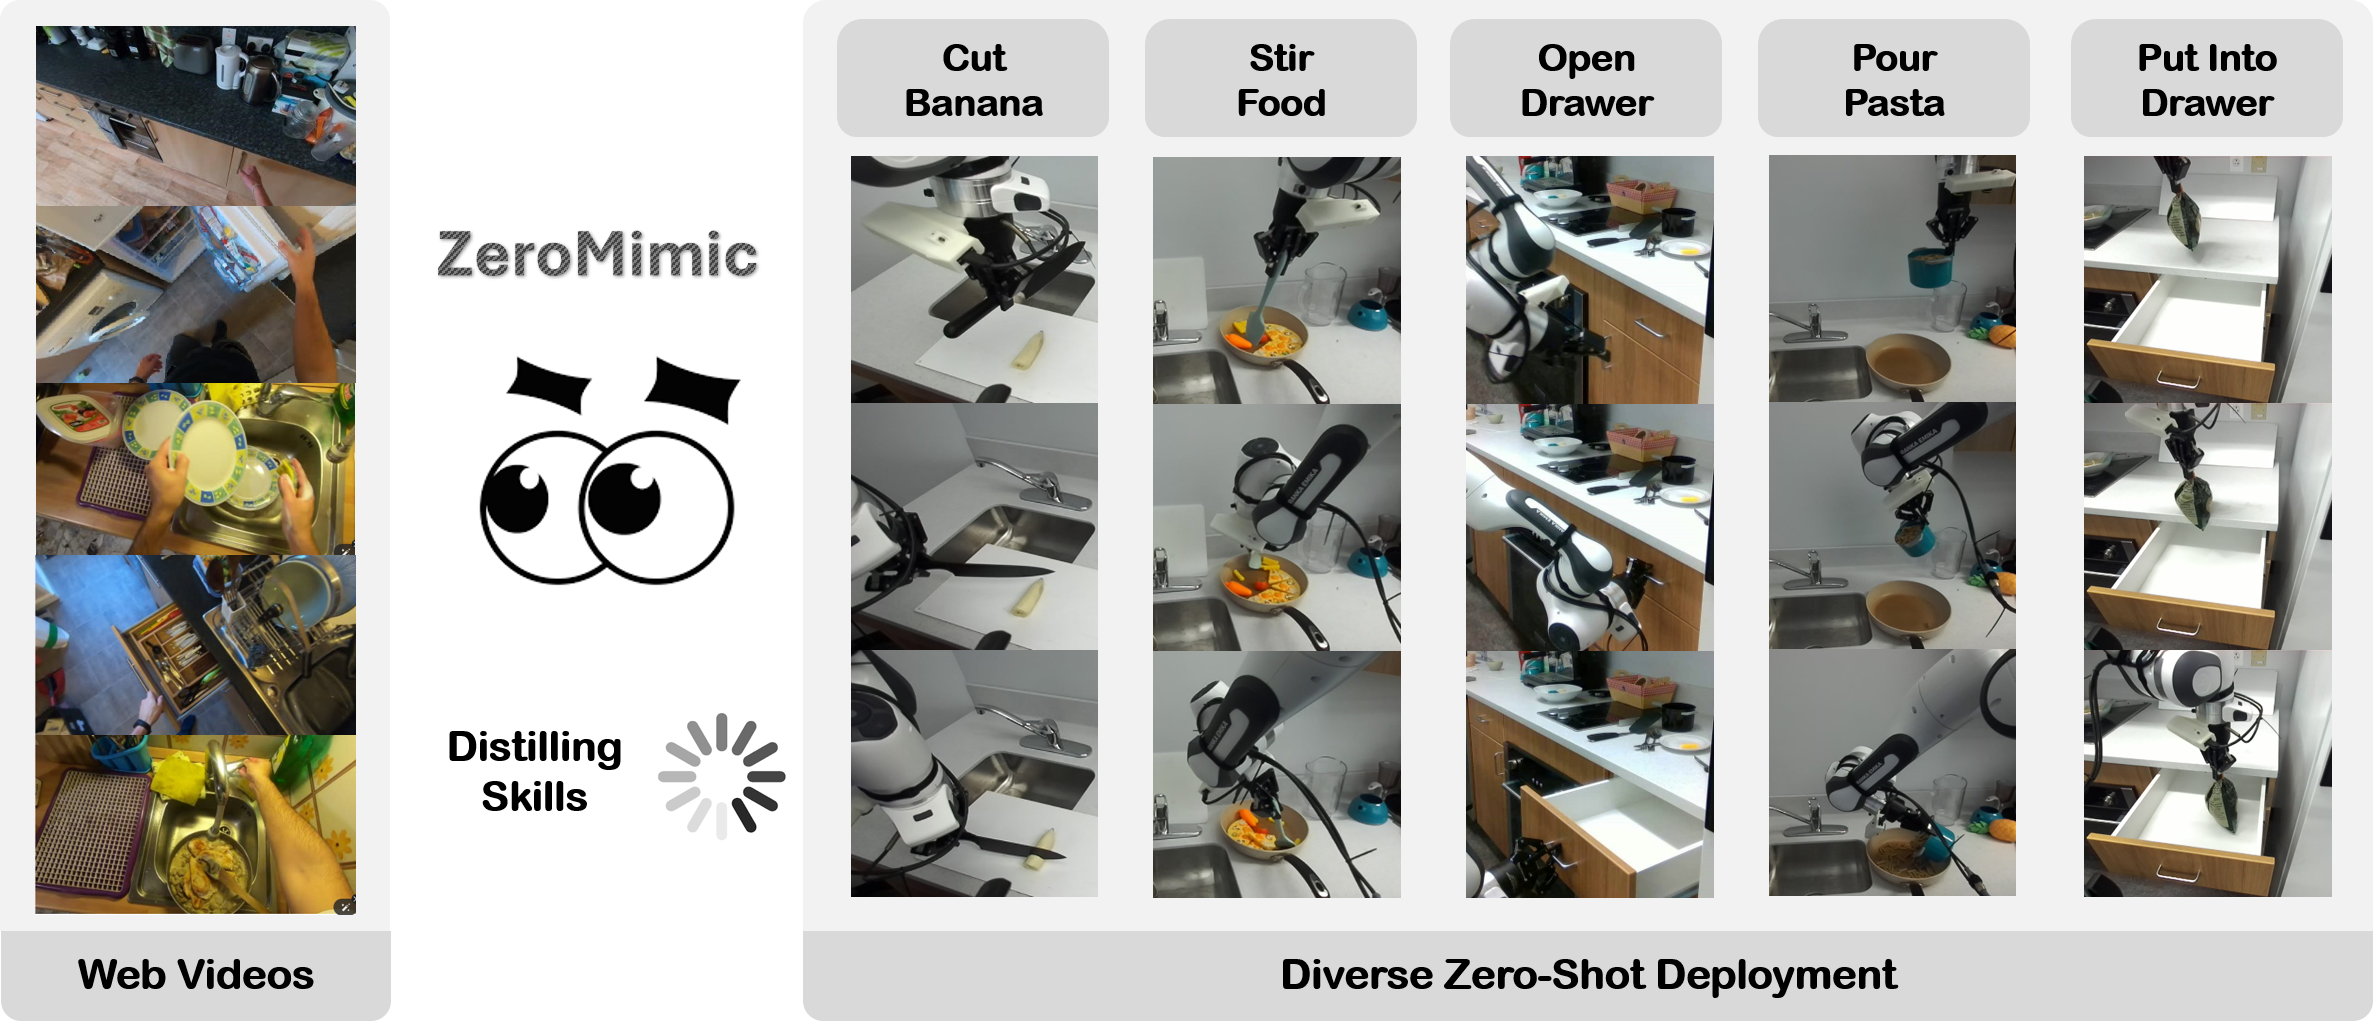 Cut
Banana
Stir
Food
Open
Drawer
Pour
Pasta
Put Into
Drawer
ZeroMimic
Distilling
Skills
Web Videos
Diverse Zero-Shot Deployment